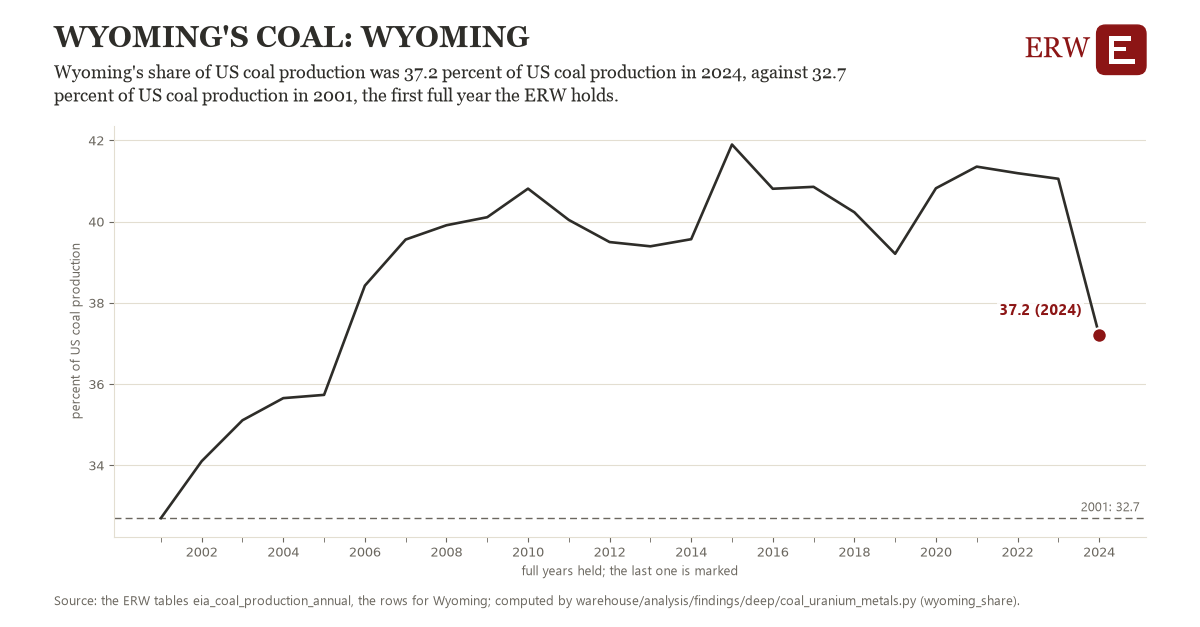 WYOMING'S COAL: WYOMING
Wyoming's share of US coal production was 37.2 percent of US coal production in 2024, against 32.7
percent of US coal production in 2001, the first full year the ERW holds.
ERW E
42
40
38
36
34
percent of US coal production
37.2 (2024)
2001: 32.7
2002 2004 2006 2008 2010 2012 2014 2016 2018 2020 2022 2024
full years held; the last one is marked
Source: the ERW tables eia_coal_production_annual, the rows for Wyoming; computed by warehouse/analysis/findings/deep/coal_uranium_metals.py (wyoming_share).